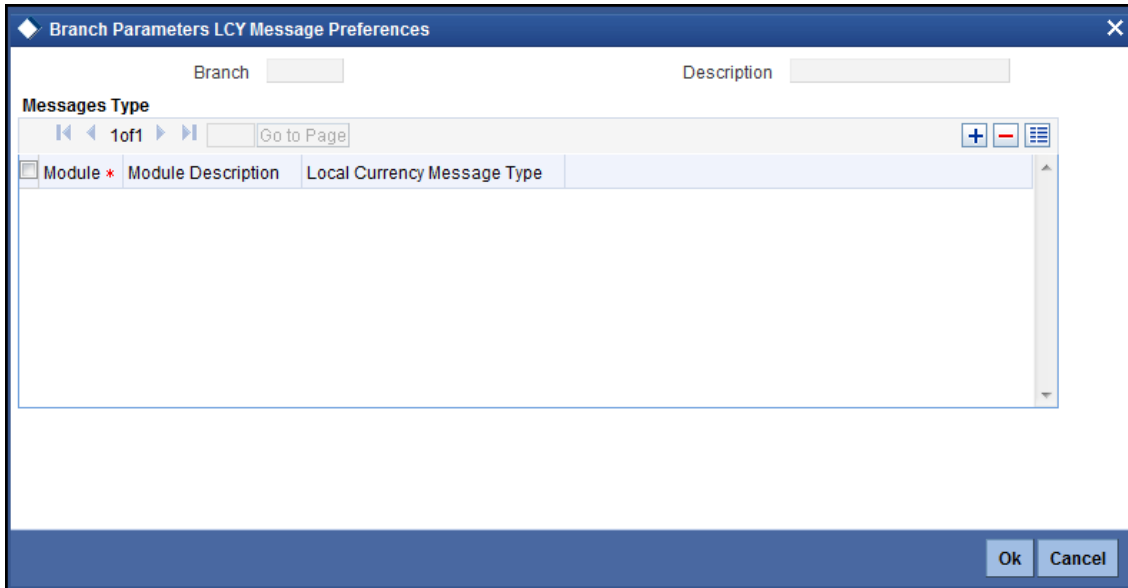 Branch Parameters LCY Message Preferences
Branch Description
Messages Type
1of1 Go to Page
Module * Module Description Local Currency Message Type
Ok Cancel